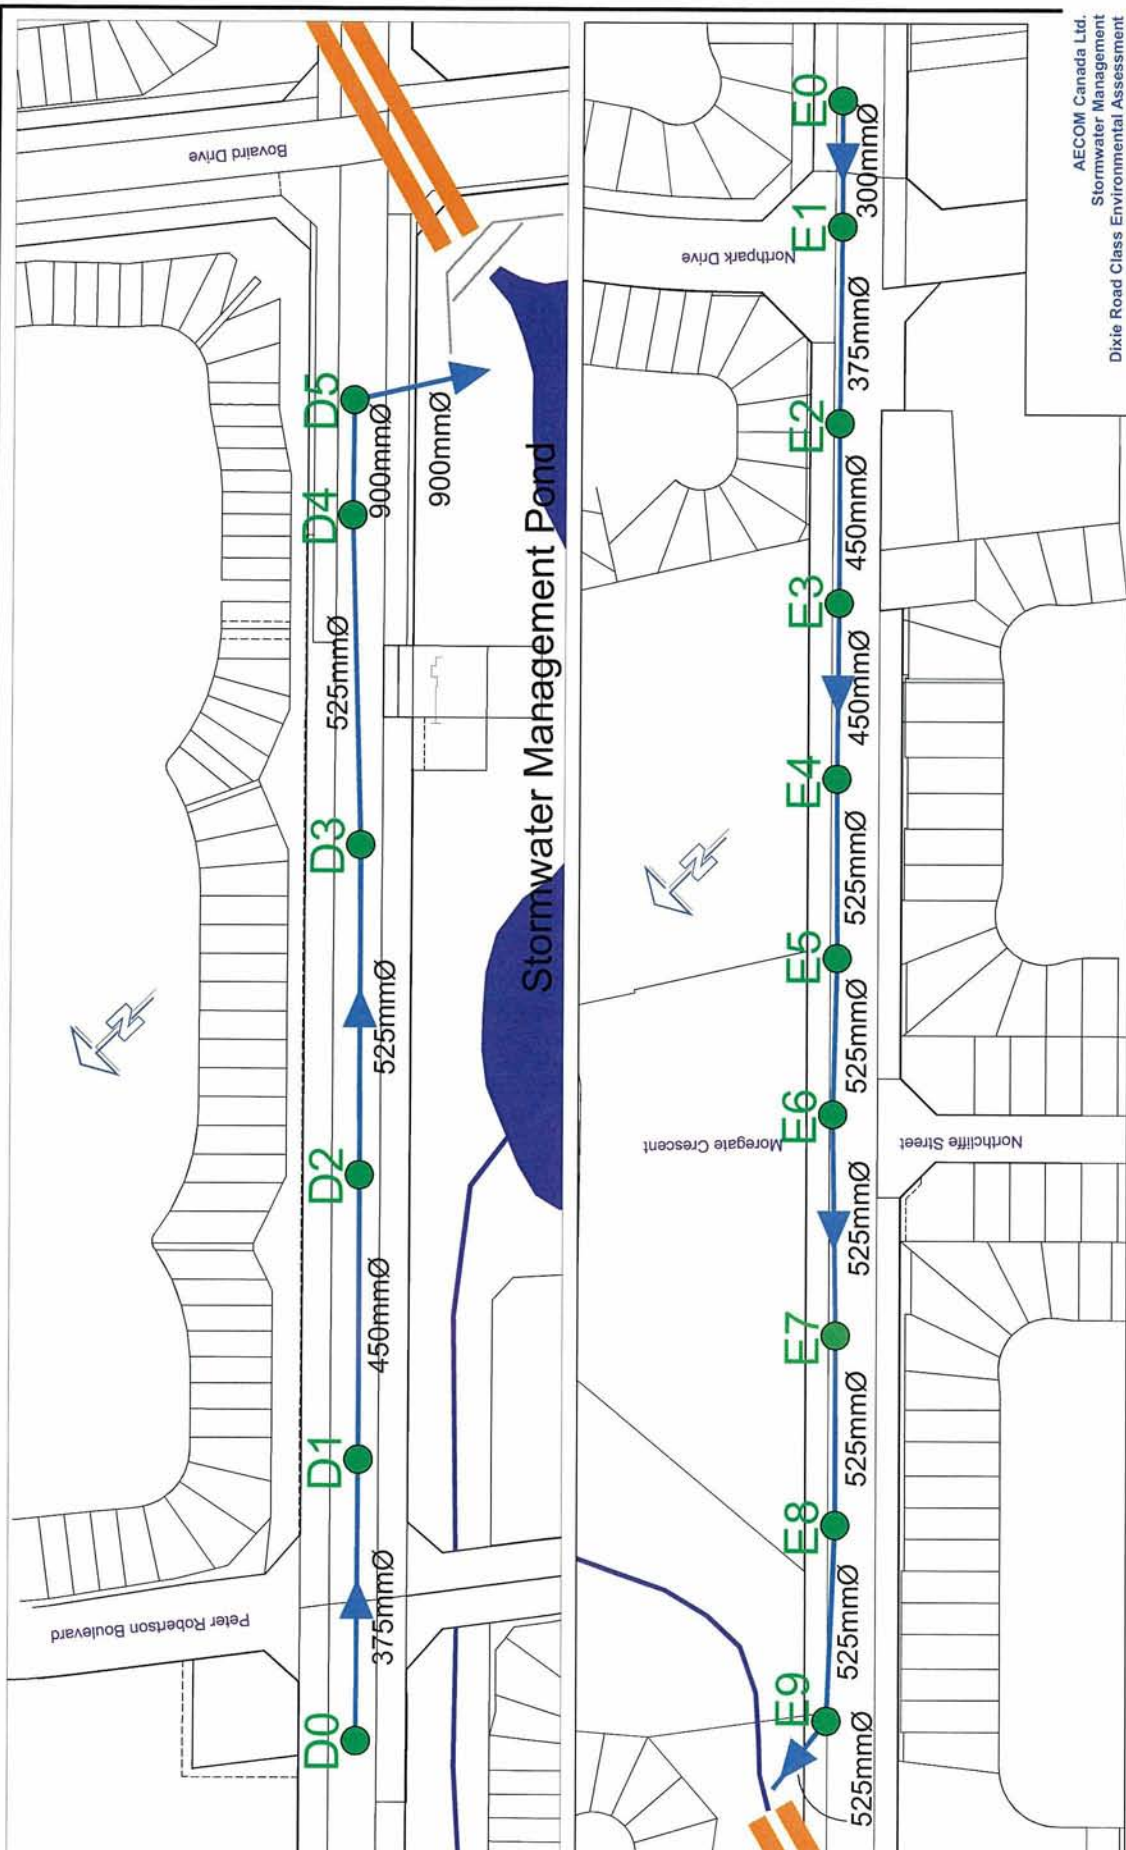 AECOM Canada Ltd.
Stormwater Management
Dixie Road Class Environmental Assessment
Bovaird Drive
D5
900mmØ
900mmØ
D4
525mmØ
Stormwater Management Pond
D3
525mmØ
N
D2
450mmØ
D1
375mmØ
Peter Robertson Boulevard
D0
E0
300mmØ
E1
Northpark Drive
375mmØ
E2
450mmØ
E3
450mmØ
E4
525mmØ
N
E5
525mmØ
E6
Moregate Crescent
Northcliffe Street
525mmØ
E7
525mmØ
E8
525mmØ
E9
525mmØ